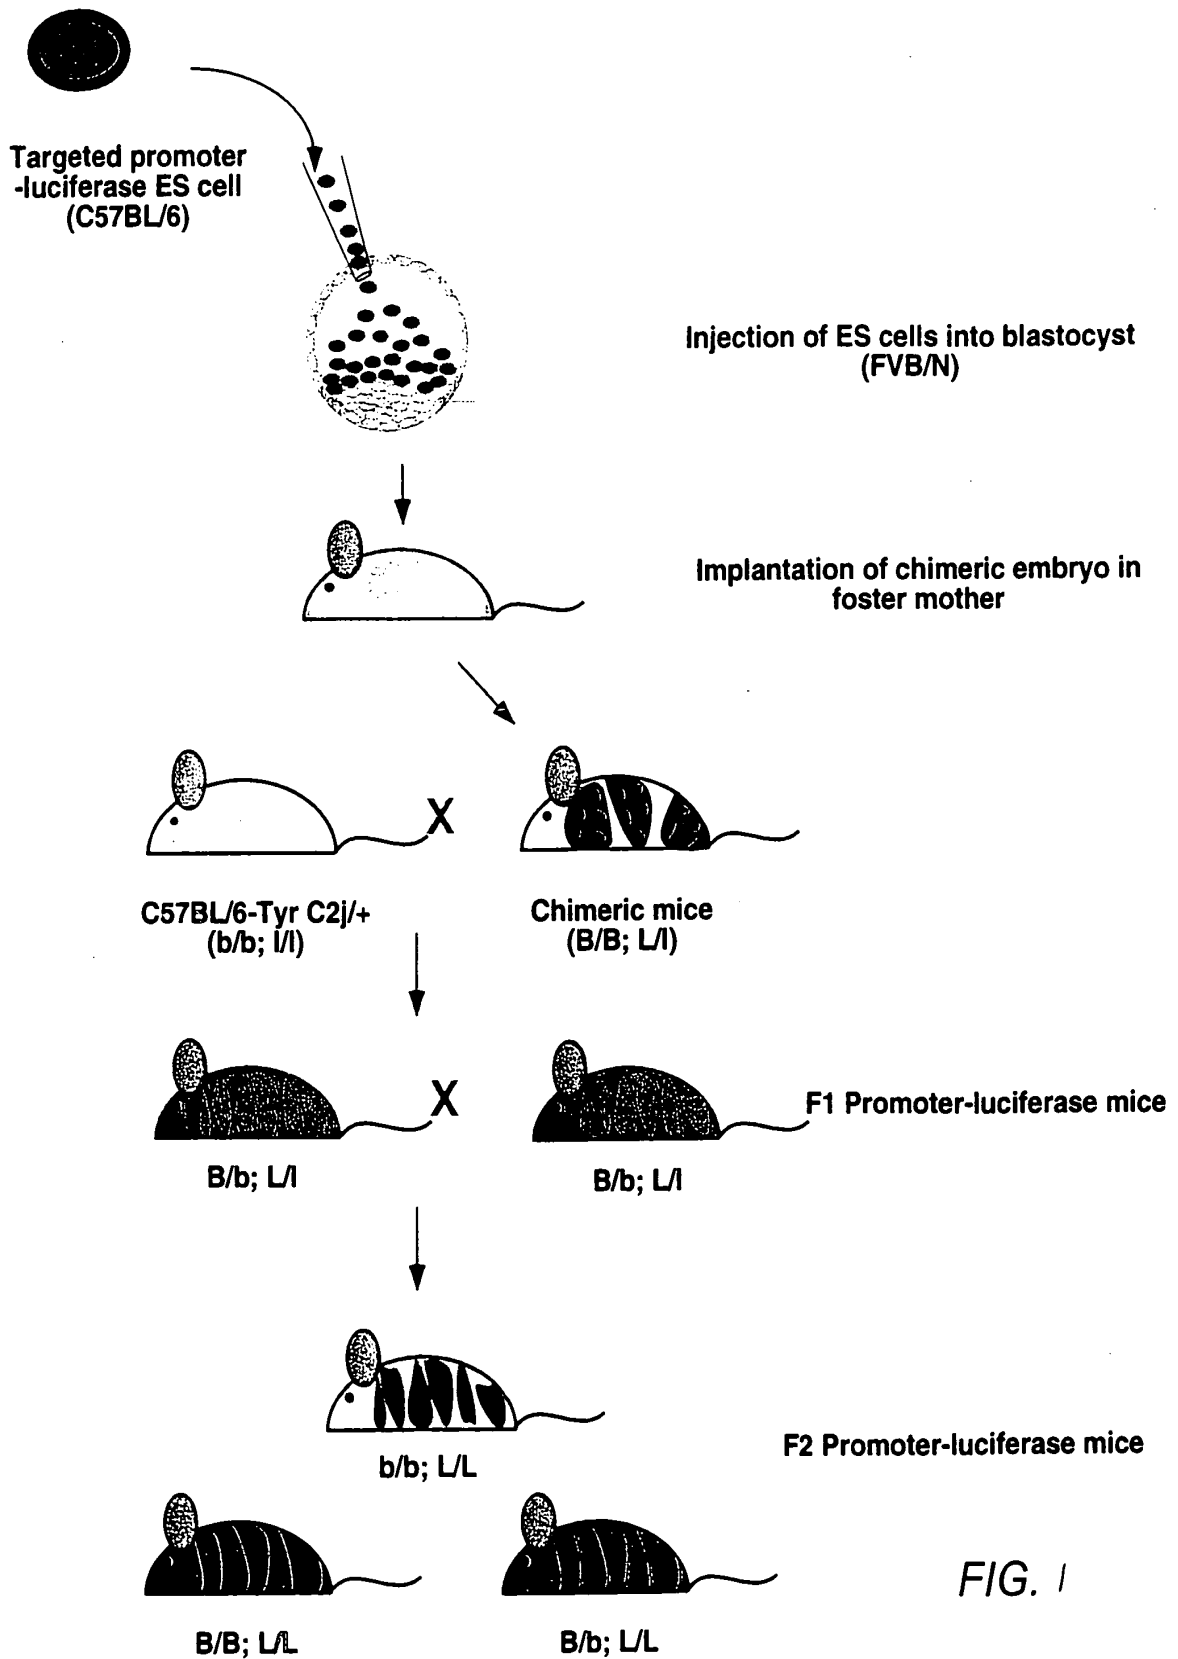 Targeted promoter
-luciferase ES cell
(C57BL/6)
Injection of ES cells into blastocyst
(FVB/N)
Implantation of chimeric embryo in
foster mother
X
C57BL/6-Tyr C2j/+
(b/b; l/l)
Chimeric mice
(B/B; L/l)
X
F1 Promoter-luciferase mice
B/b; L/l
B/b; L/l
b/b; L/L
F2 Promoter-luciferase mice
B/B; L/L
B/b; L/L
FIG. 1